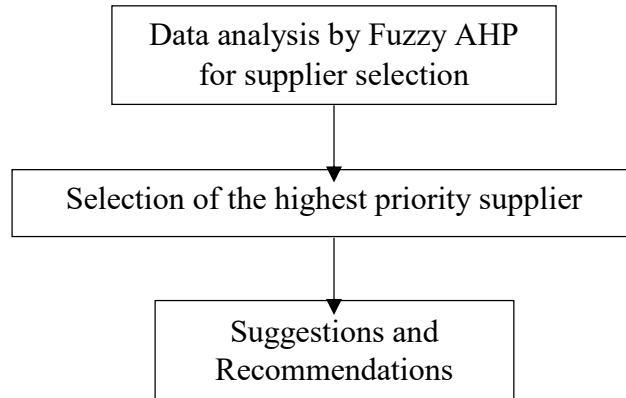 Data analysis by Fuzzy AHP
for supplier selection
Selection of the highest priority supplier
Suggestions and
Recommendations